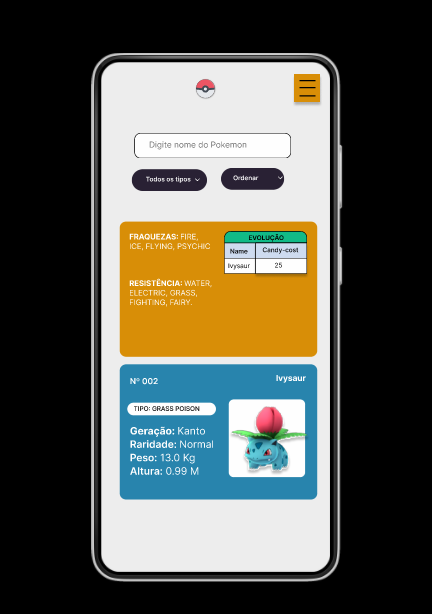 Digite nome do Pokemon
Todos os tipos
Ordenar
FRAQUEZAS: FIRE,
ICE, FLYING, PSYCHIC
RESISTÊNCIA: WATER,
ELECTRIC, GRASS,
FIGHTING, FAIRY.
EVOLUÇÃO
Name Candy-cost
Ivysaur 25
Nº 002
Ivysaur
TIPO: GRASS POISON
Geração: Kanto
Raridade: Normal
Peso: 13.0 Kg
Altura: 0.99 M